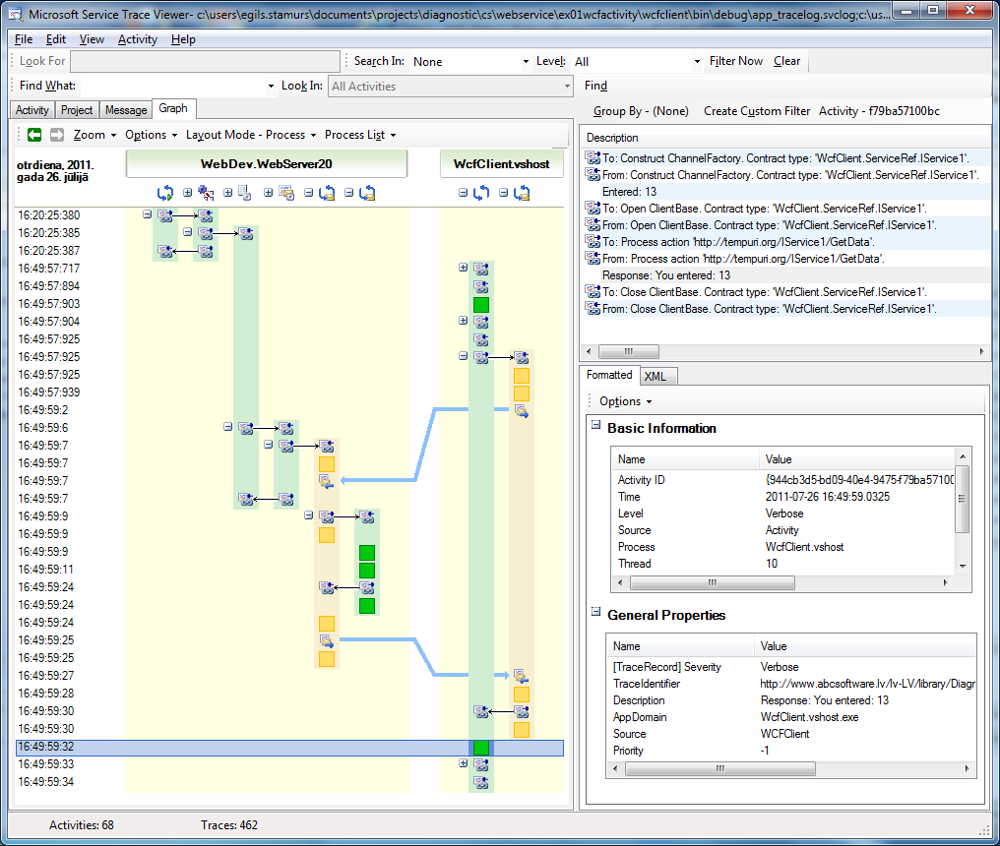 Microsoft Service Trace Viewer- c:\users\egils.stamurs\documents\projects\diagnostic\cs\webservice\ex01wcfactivity\wcfclient\bin\debug\app_tracelog.svclog;c:\us...
File Edit View Activity Help
Look For Search In: None Level: All Filter Now Clear
Find What: Look In: All Activities Find
Activity Project Message Graph
Zoom Options Layout Mode - Process Process List
otrdiena, 2011. gada 26. jūlijā
WebDev.WebServer20 WcfClient.vshost
16:20:25:380
16:20:25:385
16:20:25:387
16:49:57:717
16:49:57:894
16:49:57:903
16:49:57:904
16:49:57:925
16:49:57:925
16:49:57:925
16:49:57:939
16:49:59:2
16:49:59:6
16:49:59:7
16:49:59:7
16:49:59:7
16:49:59:7
16:49:59:9
16:49:59:9
16:49:59:9
16:49:59:11
16:49:59:24
16:49:59:24
16:49:59:24
16:49:59:25
16:49:59:25
16:49:59:27
16:49:59:28
16:49:59:30
16:49:59:30
16:49:59:32
16:49:59:33
16:49:59:34
Group By - (None) Create Custom Filter Activity - f79ba57100bc
Description
To: Construct ChannelFactory. Contract type: 'WcfClient.ServiceRef.IService1'.
From: Construct ChannelFactory. Contract type: 'WcfClient.ServiceRef.IService1'.
Entered: 13
To: Open ClientBase. Contract type: 'WcfClient.ServiceRef.IService1'.
From: Open ClientBase. Contract type: 'WcfClient.ServiceRef.IService1'.
To: Process action 'http://tempuri.org/IService1/GetData'.
From: Process action 'http://tempuri.org/IService1/GetData'.
Response: You entered: 13
To: Close ClientBase. Contract type: 'WcfClient.ServiceRef.IService1'.
From: Close ClientBase. Contract type: 'WcfClient.ServiceRef.IService1'.
Formatted XML
Options
Basic Information
Name Value
Activity ID {944cb3d5-bd09-40e4-9475-f79ba57100
Time 2011-07-26 16:49:59.0325
Level Verbose
Source Activity
Process WcfClient.vshost
Thread 10
General Properties
Name Value
[TraceRecord] Severity Verbose
TraceIdentifier http://www.abcsoftware.lv/lv-LV/library/Diagr
Description Response: You entered: 13
AppDomain WcfClient.vshost.exe
Source WCFClient
Priority -1
Activities: 68 Traces: 462